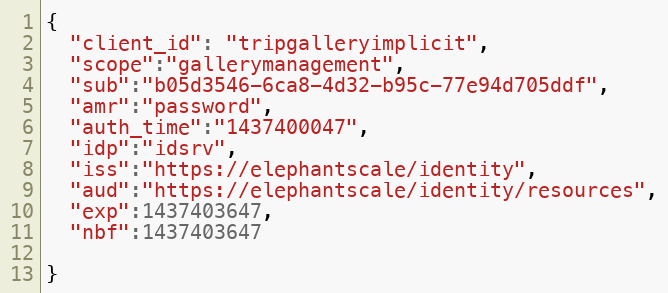 1 {
2 "client_id": "tripgalleryimplicit",
3 "scope":"gallerymanagement",
4 "sub":"b05d3546-6ca8-4d32-b95c-77e94d705ddf",
5 "amr":"password",
6 "auth_time":"1437400047",
7 "idp":"idsrv",
8 "iss":"https://elephantscale/identity",
9 "aud":"https://elephantscale/identity/resources",
10 "exp":1437403647,
11 "nbf":1437403647
12
13 }